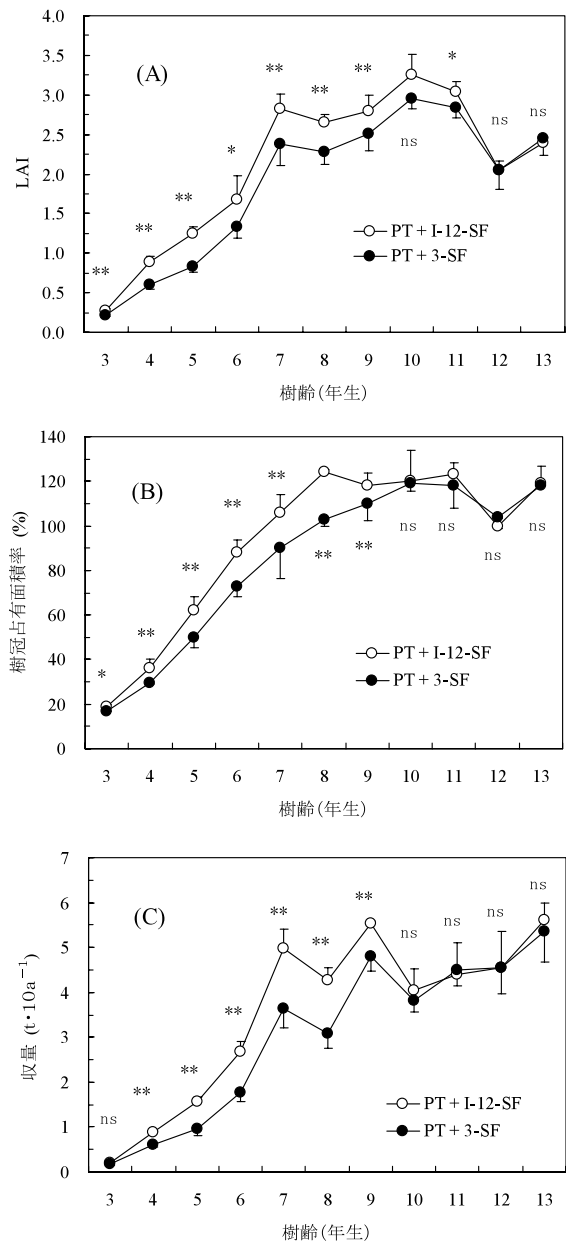 4.0
(A)
**
**
**
*
3.5
3.0
*
2.5
**
ns
ns
ns
LAI
2.0
**
1.5
PT + I-12-SF
1.0
**
PT + 3-SF
0.5
0.0
3 4 5 6 7 8 9 10 11 12 13
樹齢(年生)
140
120
(B)
**
100
**
ns ns ns ns
樹冠占有面積率 (%)
80
**
** **
60
**
40
*
PT + I-12-SF
20
PT + 3-SF
0
3 4 5 6 7 8 9 10 11 12 13
樹齢(年生)
7
6
(C)
** ** **
ns ns ns ns
5
4
収量 (t·10a⁻¹)
3
**
2
ns ** **
PT + I-12-SF
1
PT + 3-SF
0
3 4 5 6 7 8 9 10 11 12 13
樹齢(年生)